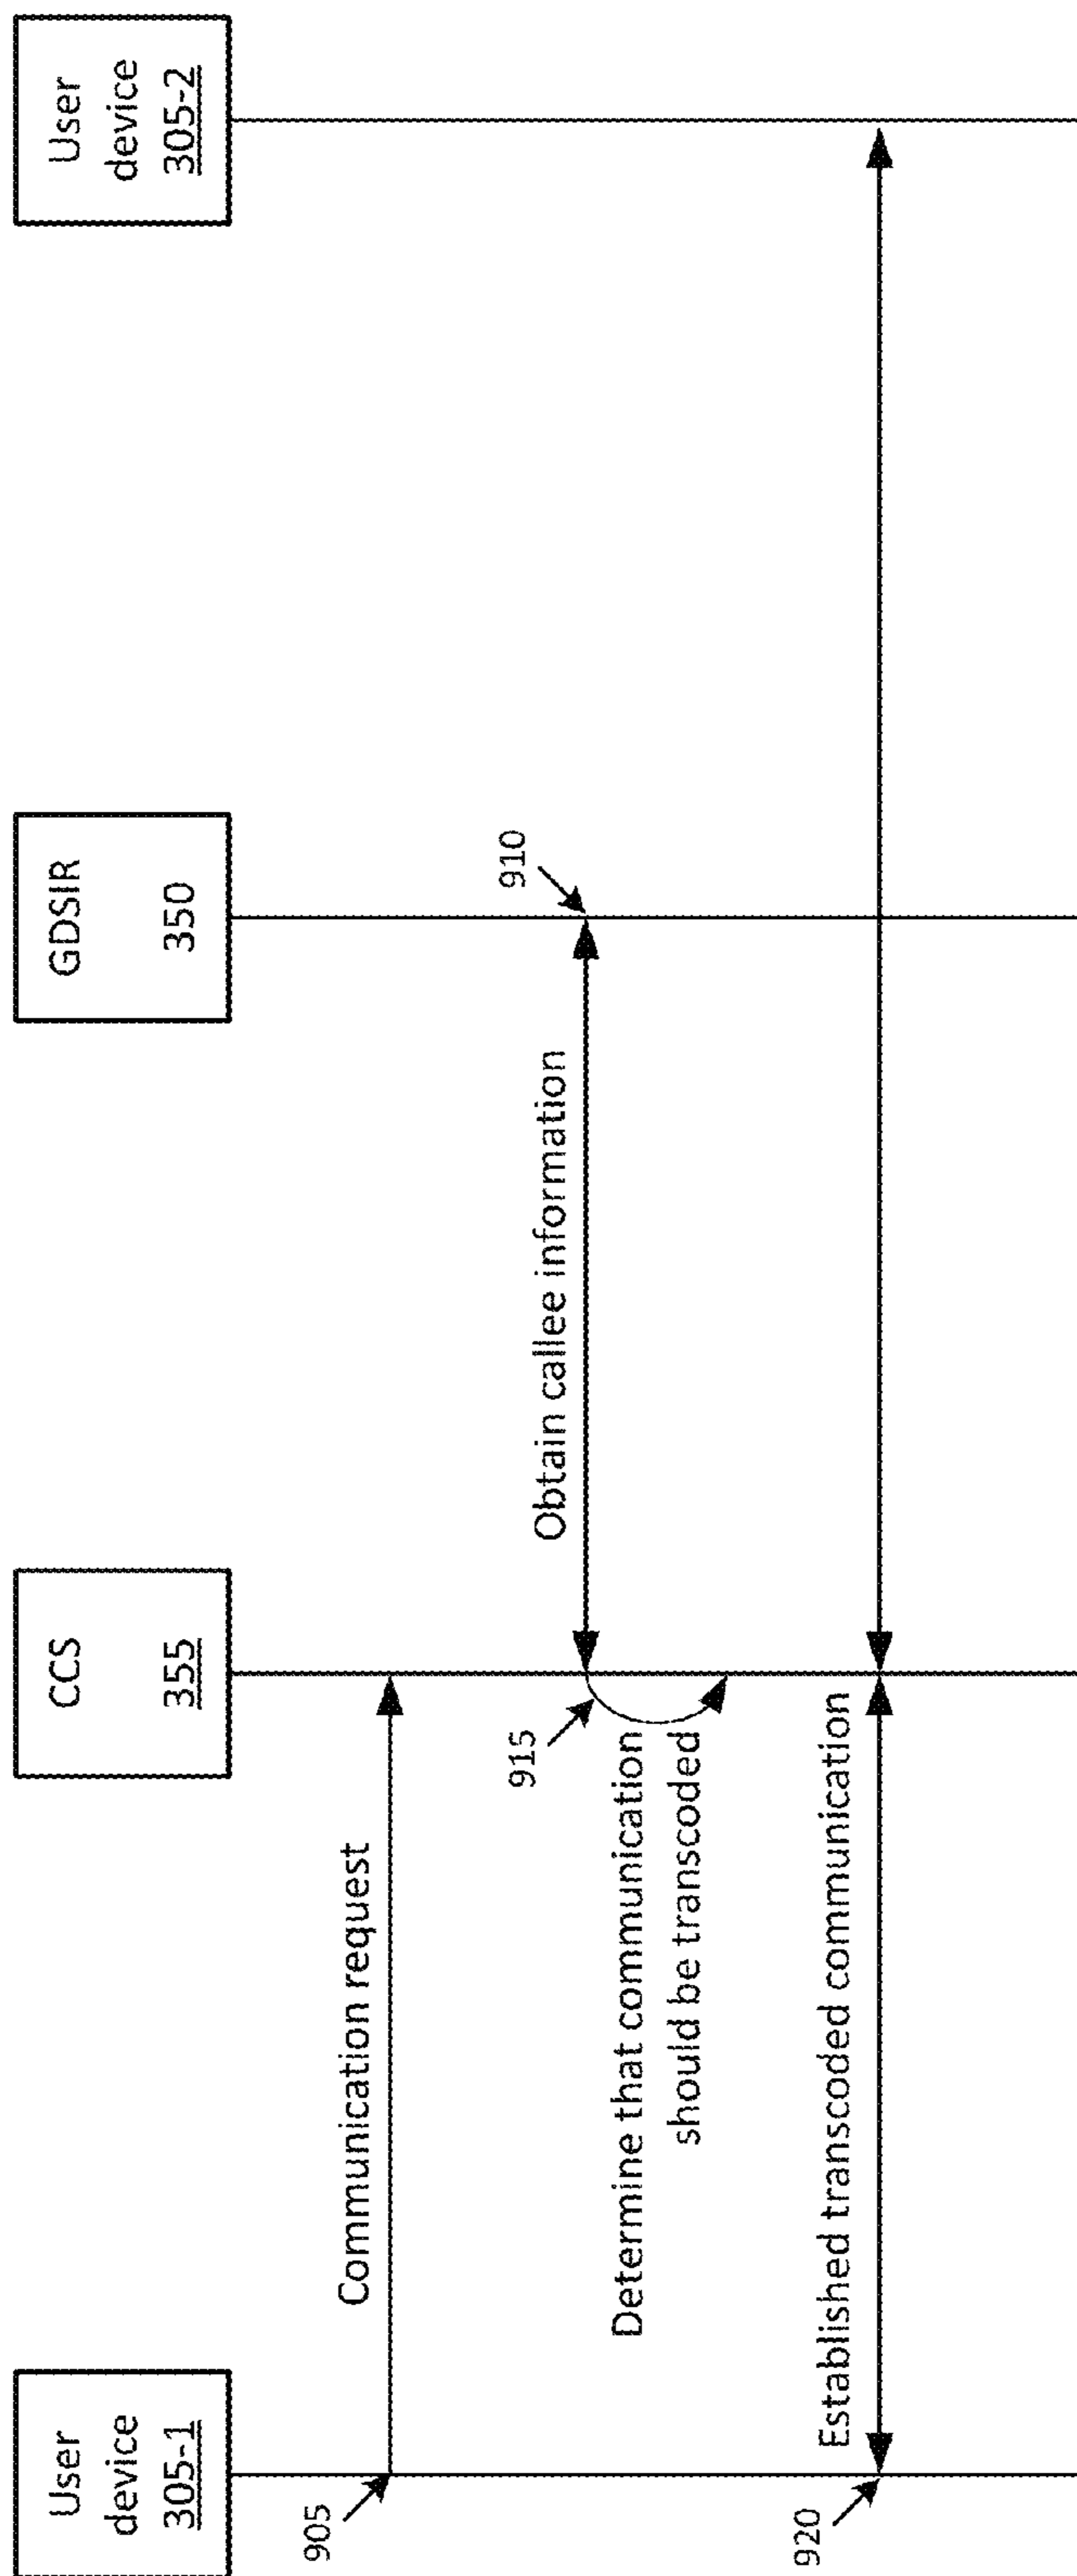 User
device
305-1
CCS
355
GDSIR
350
User
device
305-2
905
Communication request
Obtain callee information
910
915
Determine that communication
should be transcoded
920
Established transcoded communication